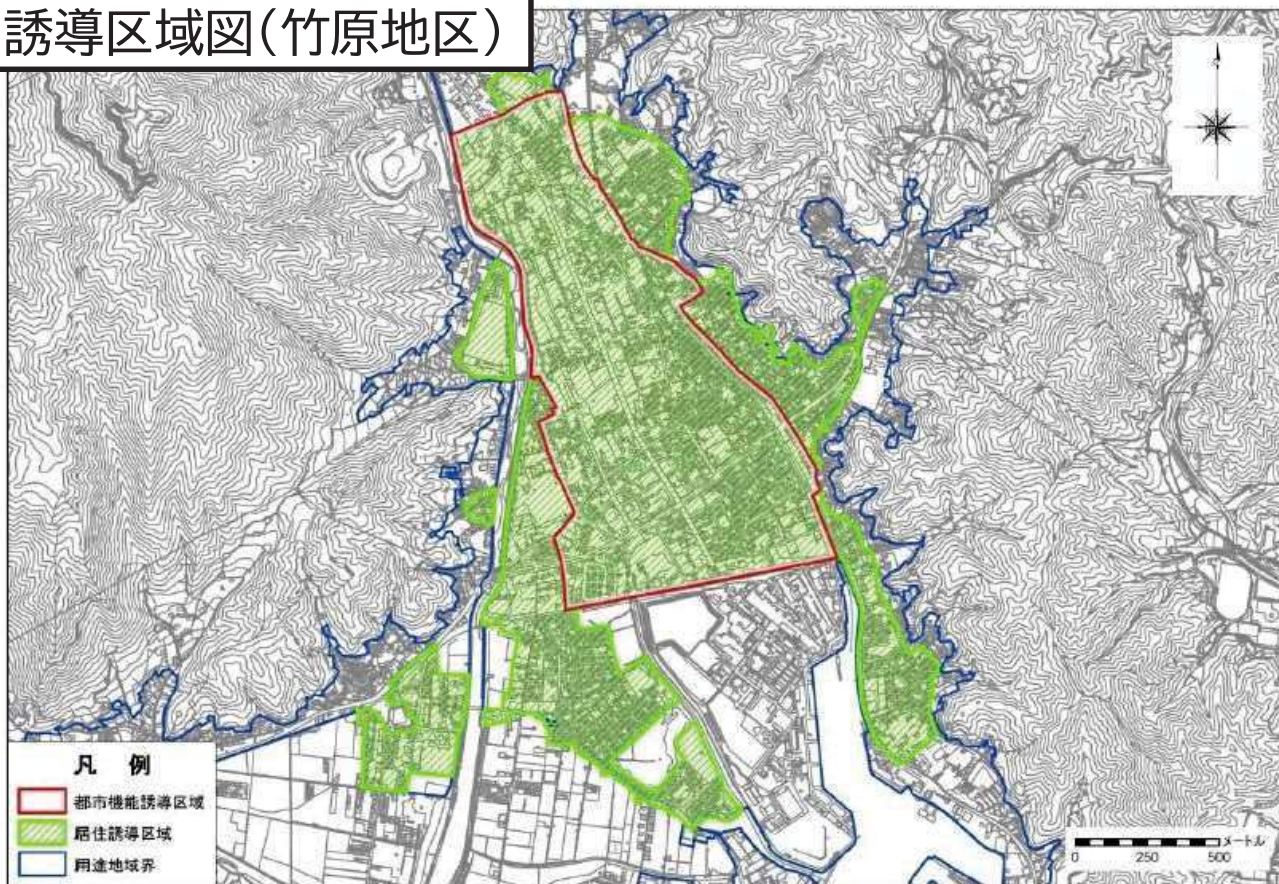 誘導区域図(竹原地区)
凡 例
都市機能誘導区域
居住誘導区域
用途地域界
メートル
0 250 500